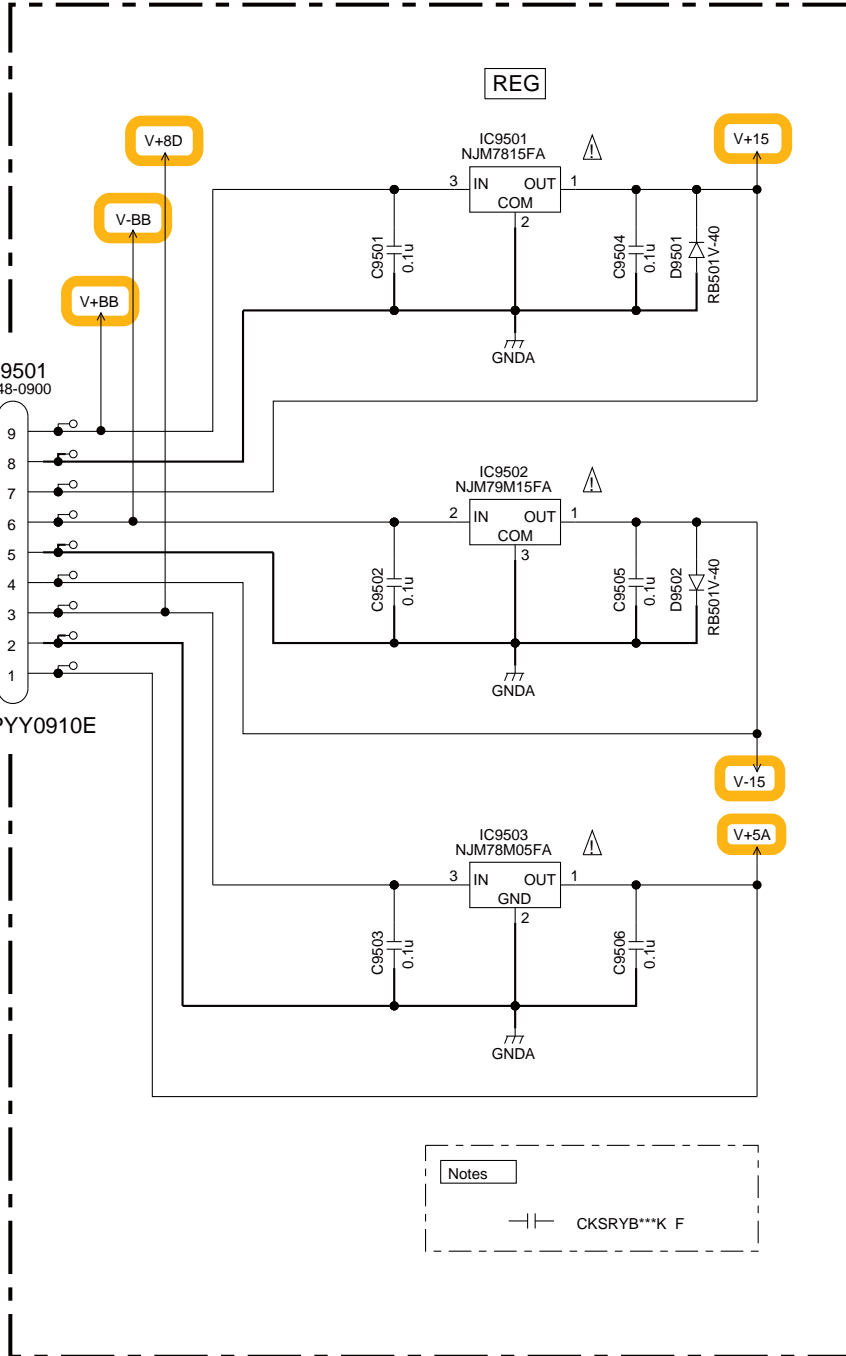 REG
V+8D
V-BB
V+BB
V+15
IC9501
NJM7815FA
3 IN OUT 1
COM
2
C9501
0.1u
C9504
0.1u
D9501
RB501V-40
GNDA
9501
48-0900
9
8
7
6
5
4
3
2
1
PYY0910E
IC9502
NJM79M15FA
2 IN OUT 1
COM
3
C9502
0.1u
C9505
0.1u
D9502
RB501V-40
GNDA
V-15
V+5A
IC9503
NJM78M05FA
3 IN OUT 1
GND
2
C9503
0.1u
C9506
0.1u
GNDA
Notes
CKSRYB***K F